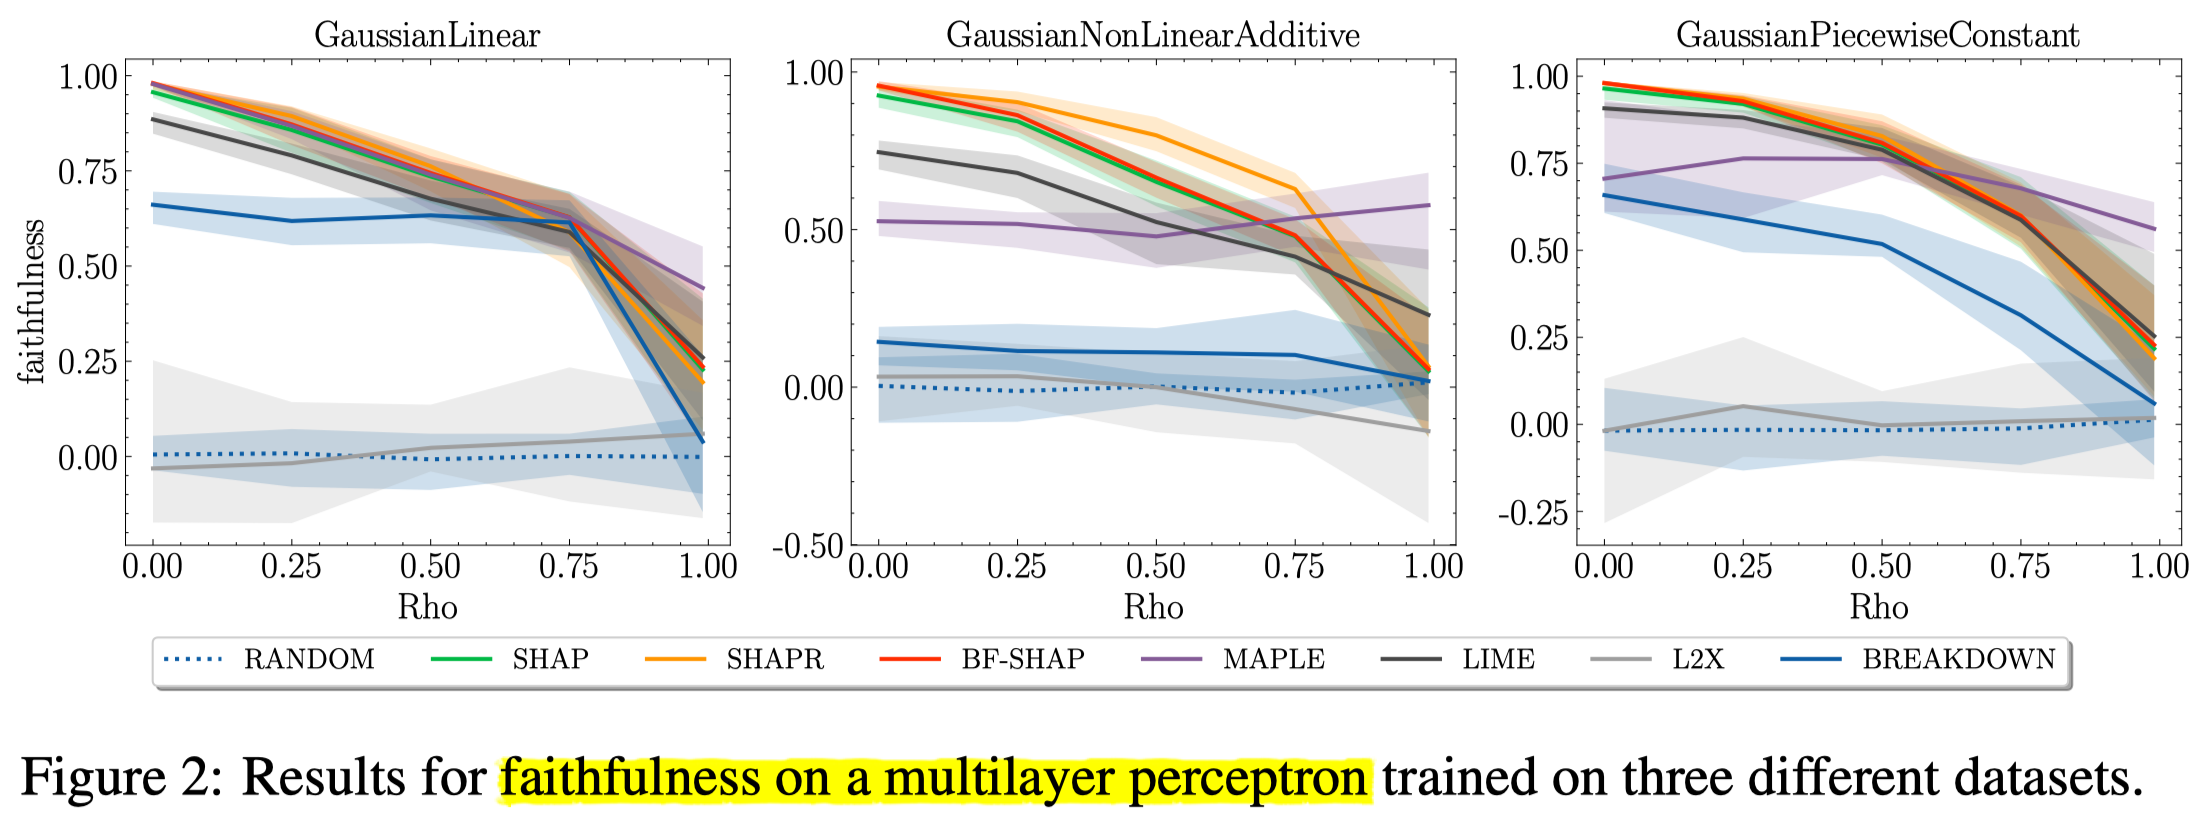 GaussianLinear
GaussianNonLinearAdditive
GaussianPiecewiseConstant
faithfulness
1.00
0.75
0.50
0.25
0.00
0.00 0.25 0.50 0.75 1.00
Rho
1.00
0.50
0.00
-0.50
0.00 0.25 0.50 0.75 1.00
Rho
1.00
0.75
0.50
0.25
0.00
-0.25
0.00 0.25 0.50 0.75 1.00
Rho
RANDOM SHAP SHAPR BF-SHAP MAPLE LIME L2X BREAKDOWN
Figure 2: Results for faithfulness on a multilayer perceptron trained on three different datasets.